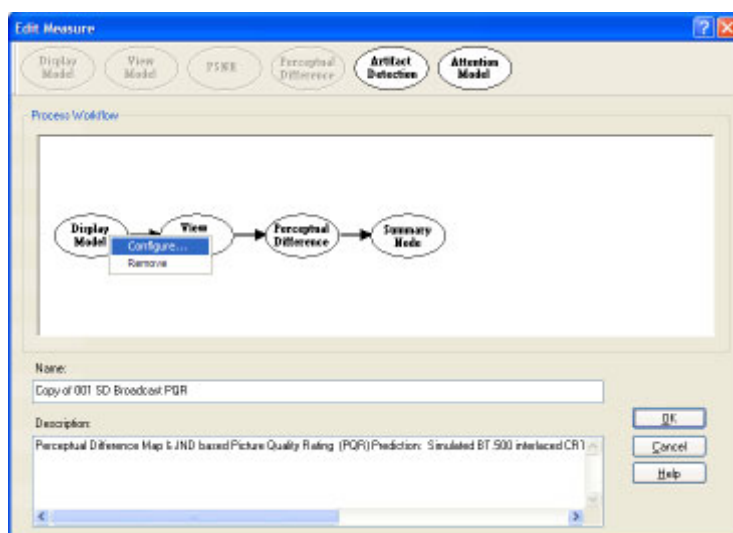 Edit Measure
Display Model
View Model
PSNR
Perceptual Difference
Artifact Detection
Attention Model
Process Workflow
Display Model
View
Perceptual Difference
Summary Node
Configure...
Remove
Name:
Copy of 001 SD Broadcast PQR
Description:
Perceptual Difference Map & JND based Picture Quality Rating (PQR) Prediction: Simulated BT.500 interlaced CRT
OK
Cancel
Help